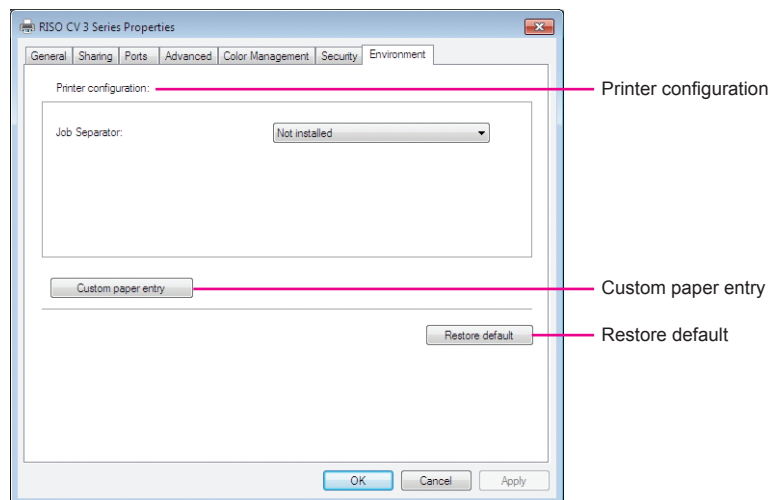 RISO CV 3 Series Properties
General Sharing Ports Advanced Color Management Security Environment
Printer configuration:
Printer configuration
Job Separator:
Not installed
Custom paper entry
Custom paper entry
Restore default
Restore default
OK Cancel Apply